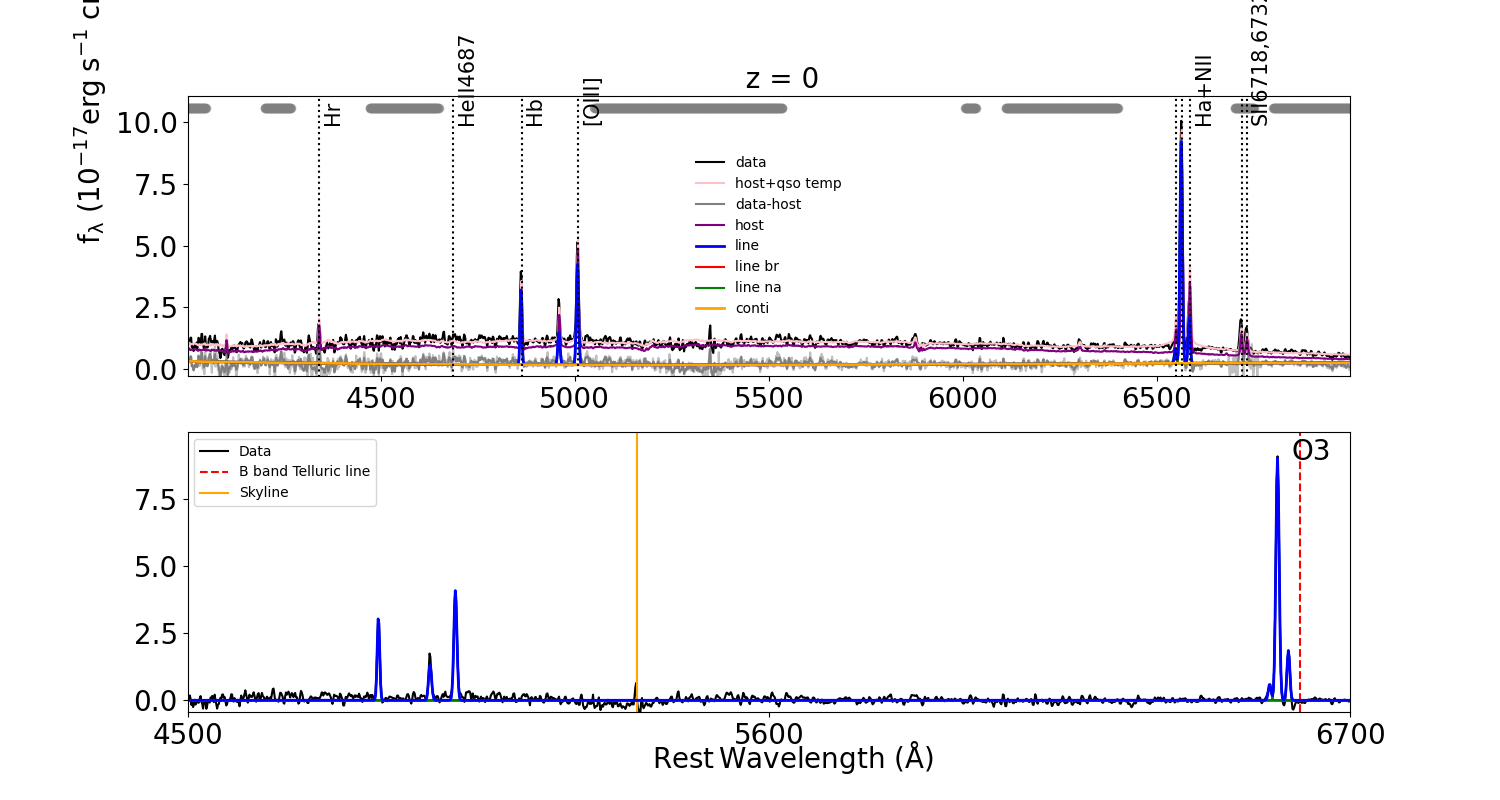 z = 0
f_λ (10^−17 erg s^−1
Hr
HeII4687
Hb
[OIII]
Ha+NII
SII6718,673
10.0
7.5
5.0
2.5
0.0
data
host+qso temp
data-host
host
line
line br
line na
conti
4500
5000
5500
6000
6500
Data
B band Telluric line
Skyline
O3
7.5
5.0
2.5
0.0
4500
5600
6700
Rest Wavelength (Å)